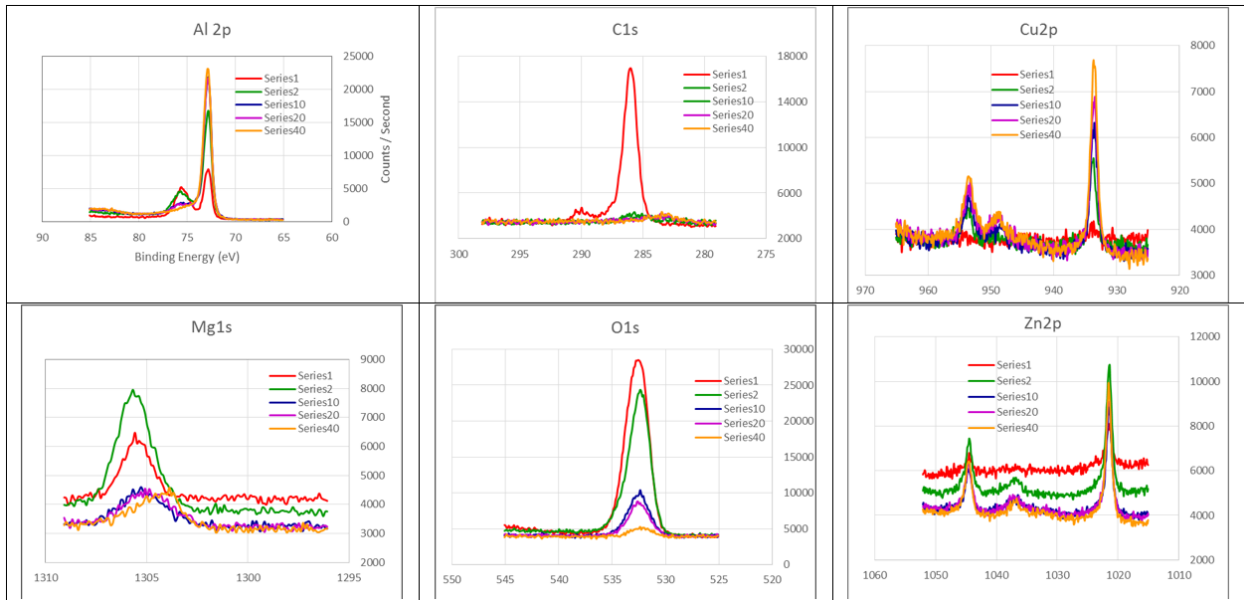 Al 2p
25000
20000
15000
10000
5000
0
Counts / Second
Series1
Series2
Series10
Series20
Series40
90 85 80 75 70 65 60
Binding Energy (eV)
C1s
18000
14000
10000
6000
2000
Series1
Series2
Series10
Series20
Series40
300 295 290 285 280 275
Cu2p
8000
7000
6000
5000
4000
3000
Series1
Series2
Series10
Series20
Series40
970 960 950 940 930 920
Mg1s
9000
8000
7000
6000
5000
4000
3000
2000
Series1
Series2
Series10
Series20
Series40
1310 1305 1300 1295
O1s
30000
25000
20000
15000
10000
5000
0
Series1
Series2
Series10
Series20
Series40
550 545 540 535 530 525 520
Zn2p
12000
10000
8000
6000
4000
2000
Series1
Series2
Series10
Series20
Series40
1060 1050 1040 1030 1020 1010